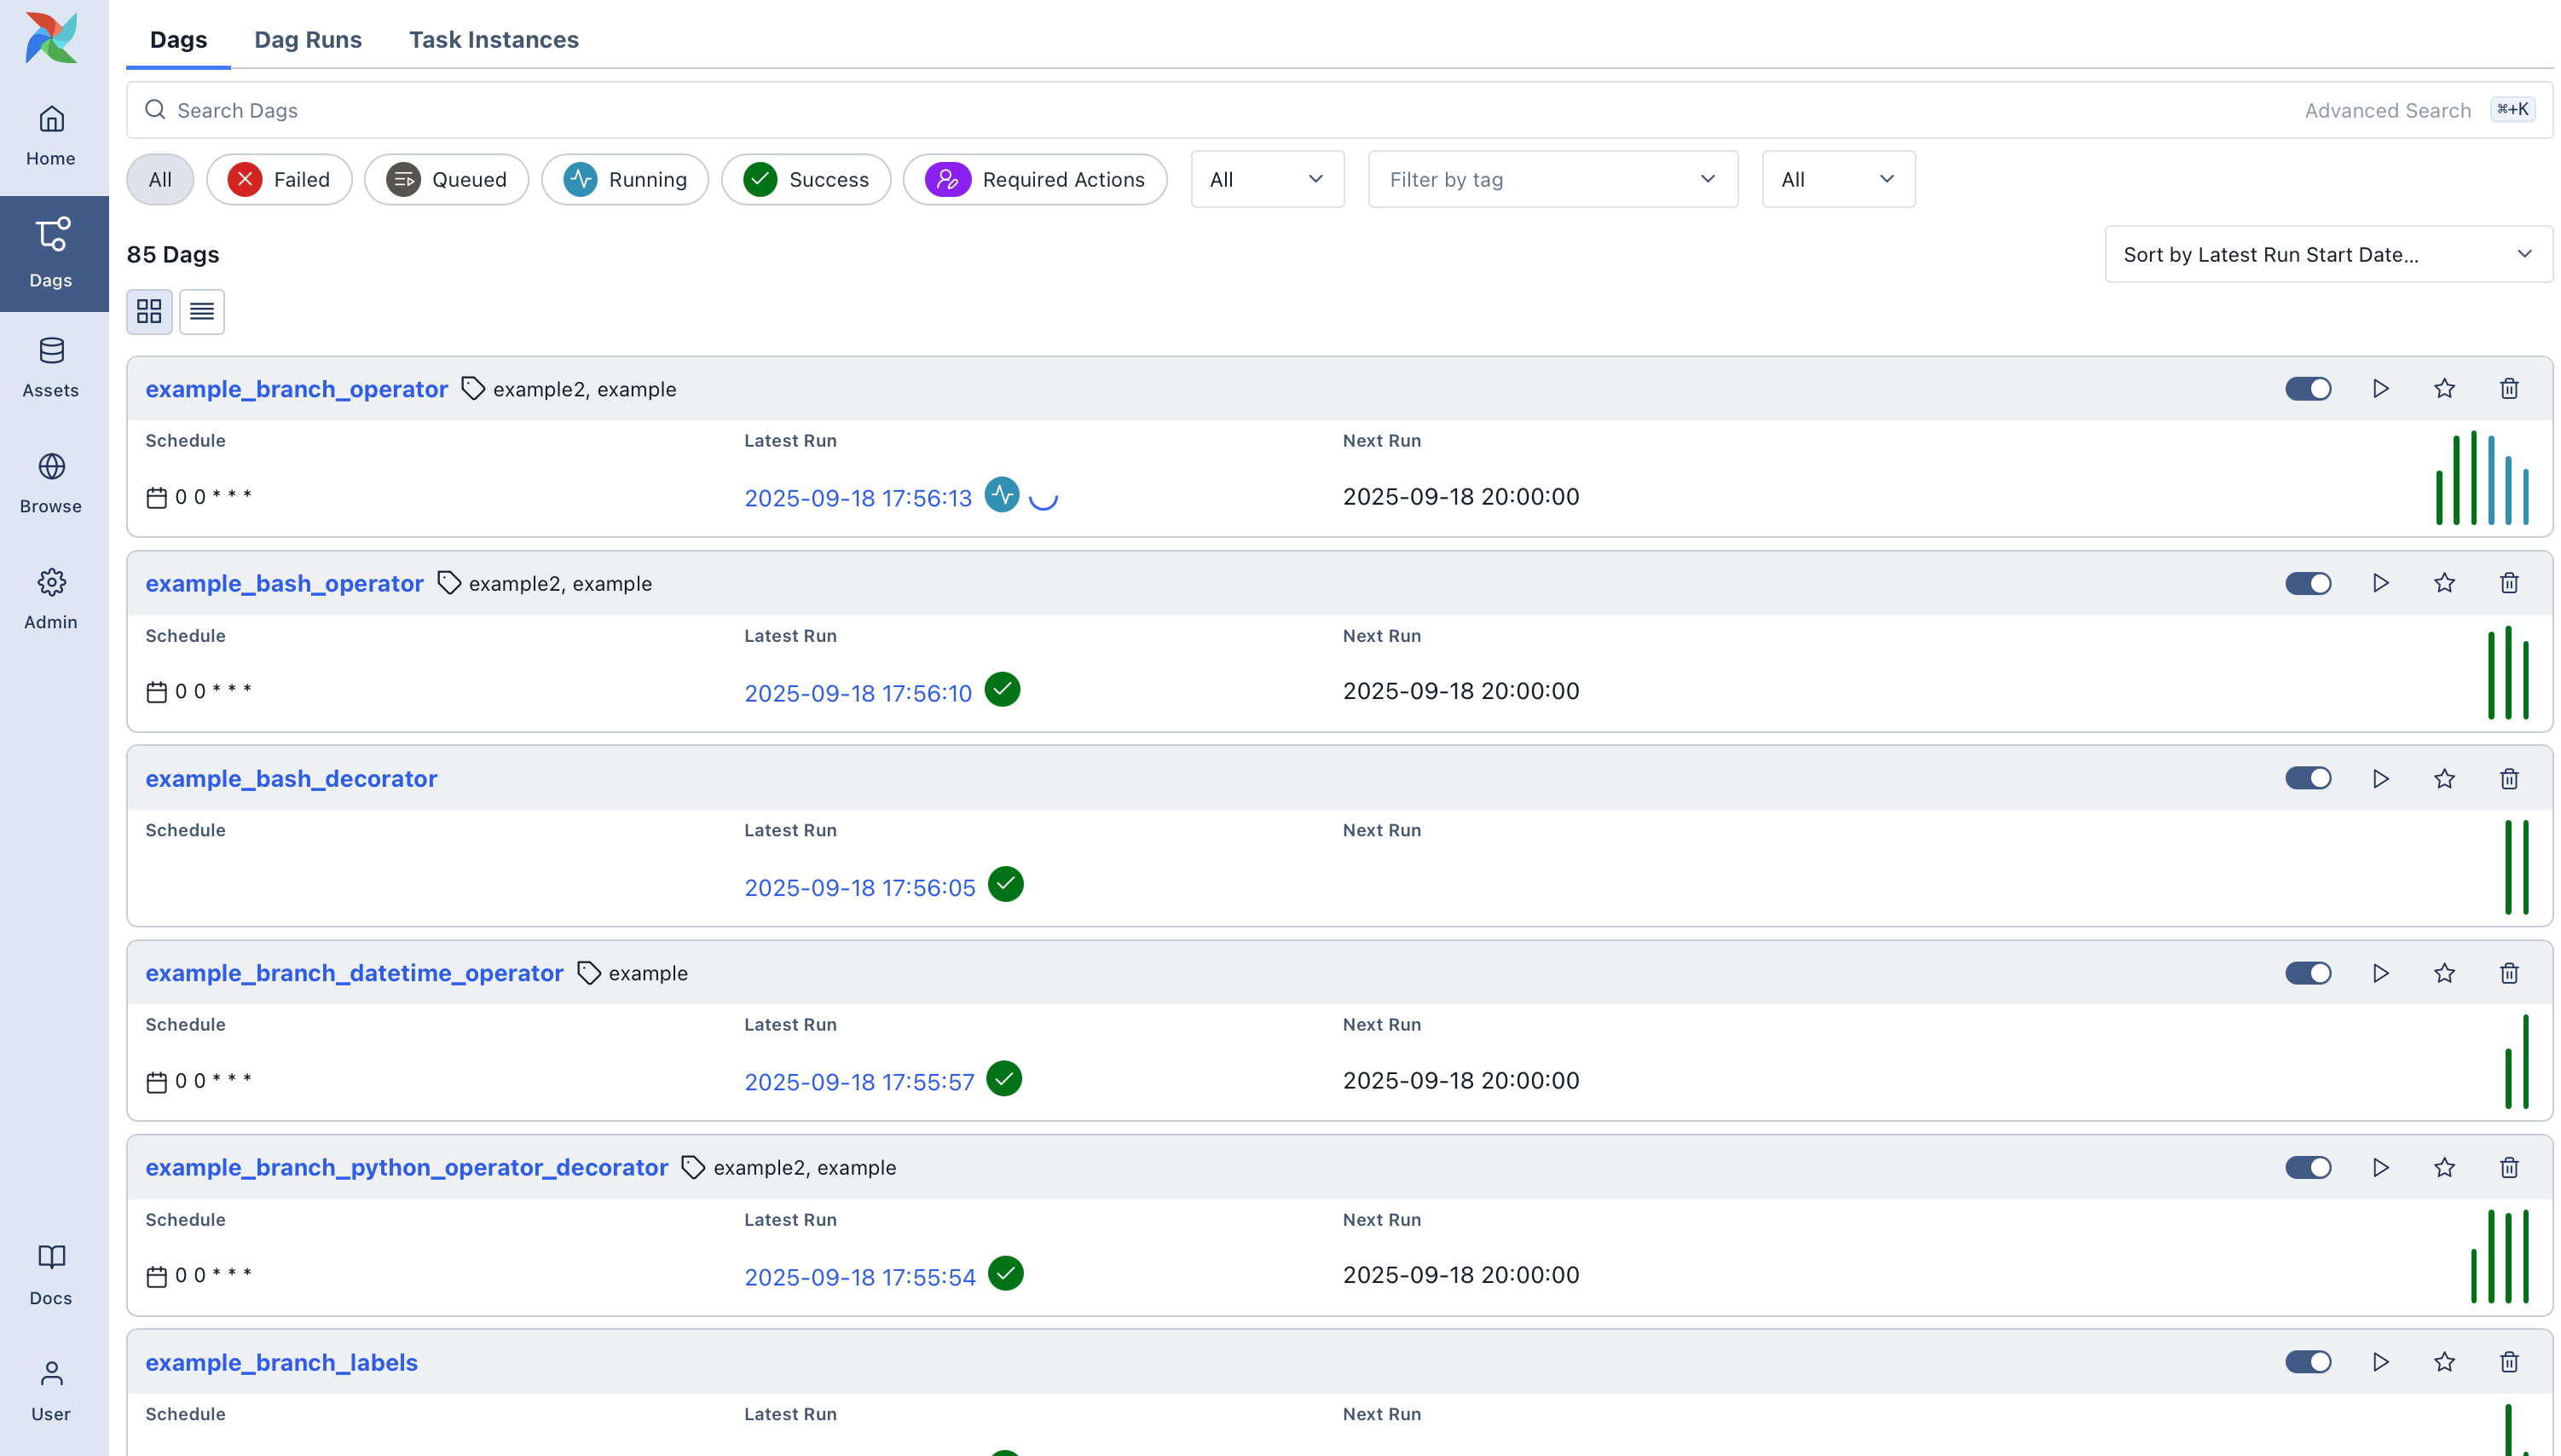 Dags Dag Runs Task Instances
Search Dags Advanced Search ⌘+K
Home
All Failed Queued Running Success Required Actions All Filter by tag All
Dags
85 Dags Sort by Latest Run Start Date...
Assets
Browse
Admin
Docs
User
example_branch_operator example2, example
Schedule Latest Run Next Run
0 0 * * * 2025-09-18 17:56:13 2025-09-18 20:00:00
example_bash_operator example2, example
Schedule Latest Run Next Run
0 0 * * * 2025-09-18 17:56:10 2025-09-18 20:00:00
example_bash_decorator
Schedule Latest Run Next Run
2025-09-18 17:56:05
example_branch_datetime_operator example
Schedule Latest Run Next Run
0 0 * * * 2025-09-18 17:55:57 2025-09-18 20:00:00
example_branch_python_operator_decorator example2, example
Schedule Latest Run Next Run
0 0 * * * 2025-09-18 17:55:54 2025-09-18 20:00:00
example_branch_labels
Schedule Latest Run Next Run